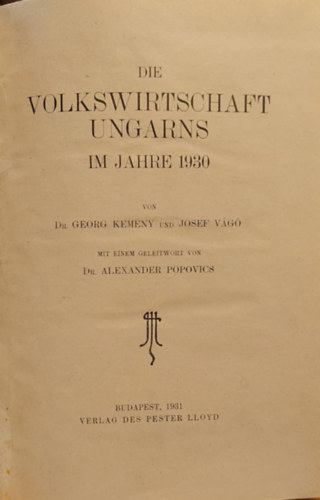 DIE
VOLKSWIRTSCHAFT
UNGARNS
IM JAHRE 1930
VON
DR. GEORG KEMENY UND JOSEF VÁGÓ
MIT EINEM GELEITWORT VON
DR. ALEXANDER POPOVICS
BUDAPEST, 1931
VERLAG DES PESTER LLOYD